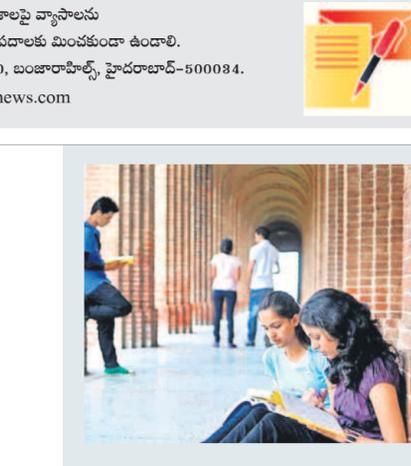 శాలపై వ్యాసాలను
పదాలకు మించకుండా ఉండాలి.
0, బంజారాహిల్స్, హైదరాబాద్-500034.
news.com